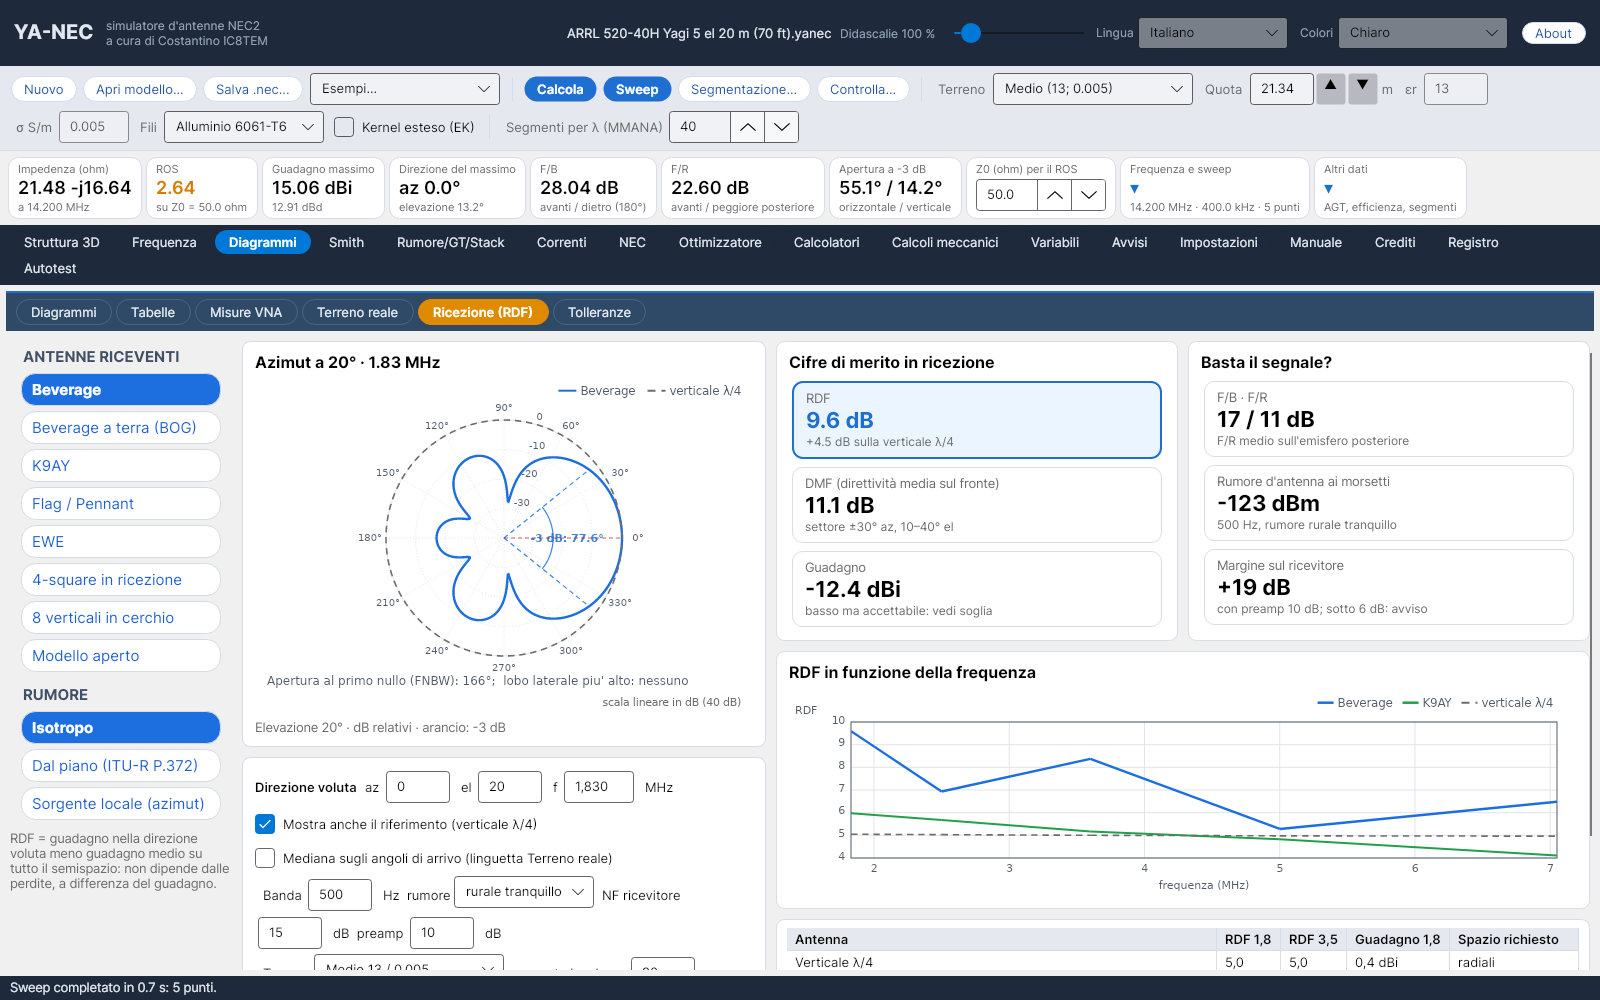 YA-NEC
simulatore d'antenne NEC2
a cura di Costantino IC8TEM
ARRL 520-40H Yagi 5 el 20 m (70 ft).yanec
Didascalie 100 %
Lingua
Italiano
Colori
Chiaro
About
Nuovo
Apri modello...
Salva .nec...
Esempi...
Calcola
Sweep
Segmentazione...
Controlla...
Terreno
Medio (13; 0.005)
Quota
21.34
m
εr
13
σ S/m
0.005
Fili
Alluminio 6061-T6
Kernel esteso (EK)
Segmenti per λ (MMANA)
40
Impedenza (ohm)
21.48 -j16.64
a 14.200 MHz
ROS
2.64
su Z0 = 50.0 ohm
Guadagno massimo
15.06 dBi
12.91 dBd
Direzione del massimo
az 0.0°
elevazione 13.2°
F/B
28.04 dB
avanti / dietro (180°)
F/R
22.60 dB
avanti / peggiore posteriore
Apertura a -3 dB
55.1° / 14.2°
orizzontale / verticale
Z0 (ohm) per il ROS
50.0
Frequenza e sweep
▼
14.200 MHz · 400.0 kHz · 5 punti
Altri dati
▼
AGT, efficienza, segmenti
Struttura 3D
Frequenza
Diagrammi
Smith
Rumore/GT/Stack
Correnti
NEC
Ottimizzatore
Calcolatori
Calcoli meccanici
Variabili
Avvisi
Impostazioni
Manuale
Crediti
Registro
Autotest
Diagrammi
Tabelle
Misure VNA
Terreno reale
Ricezione (RDF)
Tolleranze
ANTENNE RICEVENTI
Beverage
Beverage a terra (BOG)
K9AY
Flag / Pennant
EWE
4-square in ricezione
8 verticali in cerchio
Modello aperto
RUMORE
Isotropo
Dal piano (ITU-R P.372)
Sorgente locale (azimut)
RDF = guadagno nella direzione
voluta meno guadagno medio su
tutto il semispazio: non dipende dalle
perdite, a differenza del guadagno.
Azimut a 20° · 1.83 MHz
Beverage
verticale λ/4
90°
0
120°
60°
-10
150°
-20
30°
-30
180°
-3 dB: 77.6°
0°
210°
330°
240°
300°
270°
Apertura al primo nullo (FNBW): 166°; lobo laterale piu' alto: nessuno
scala lineare in dB (40 dB)
Elevazione 20° · dB relativi · arancio: -3 dB
Direzione voluta
az
0
el
20
f
1,830
MHz
Mostra anche il riferimento (verticale λ/4)
Mediana sugli angoli di arrivo (linguetta Terreno reale)
Banda
500
Hz
rumore
rurale tranquillo
NF ricevitore
15
dB
preamp
10
dB
Medio 13 / 0,005
Cifre di merito in ricezione
RDF
9.6 dB
+4.5 dB sulla verticale λ/4
DMF (direttività media sul fronte)
11.1 dB
settore ±30° az, 10–40° el
Guadagno
-12.4 dBi
basso ma accettabile: vedi soglia
Basta il segnale?
F/B · F/R
17 / 11 dB
F/R medio sull'emisfero posteriore
Rumore d'antenna ai morsetti
-123 dBm
500 Hz, rumore rurale tranquillo
Margine sul ricevitore
+19 dB
con preamp 10 dB; sotto 6 dB: avviso
RDF in funzione della frequenza
Beverage
K9AY
verticale λ/4
RDF
10
9
8
7
6
5
4
2
3
4
5
6
7
frequenza (MHz)
Antenna
RDF 1,8
RDF 3,5
Guadagno 1,8
Spazio richiesto
Verticale λ/4
5,0
5,0
0,4 dBi
radiali
Sweep completato in 0.7 s: 5 punti.